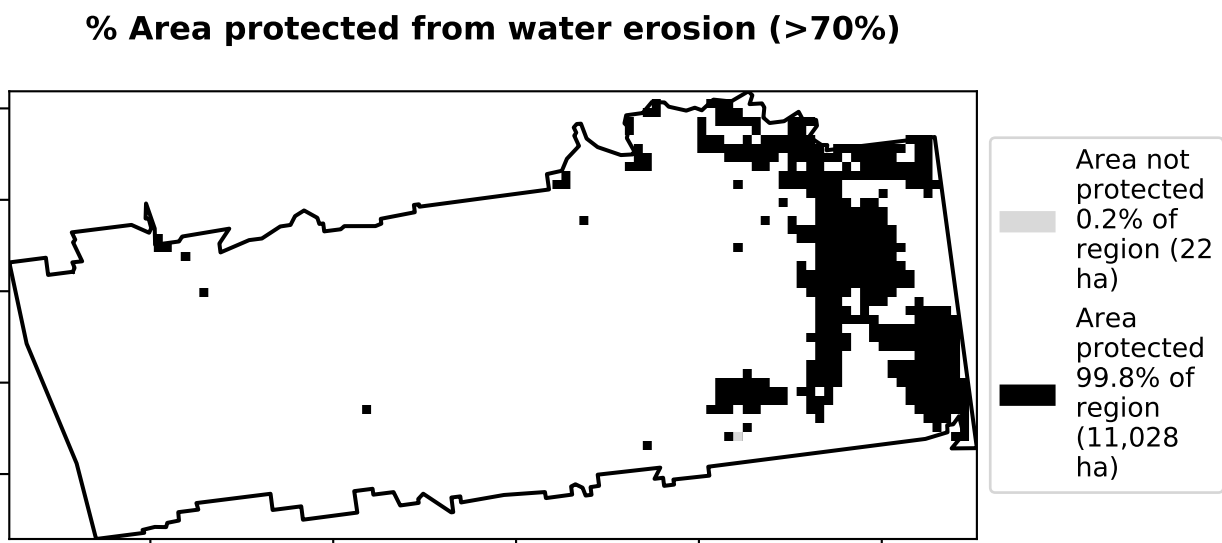 % Area protected from water erosion (>70%)
Area not
protected
0.2% of
region (22
ha)
Area
protected
99.8% of
region
(11,028
ha)